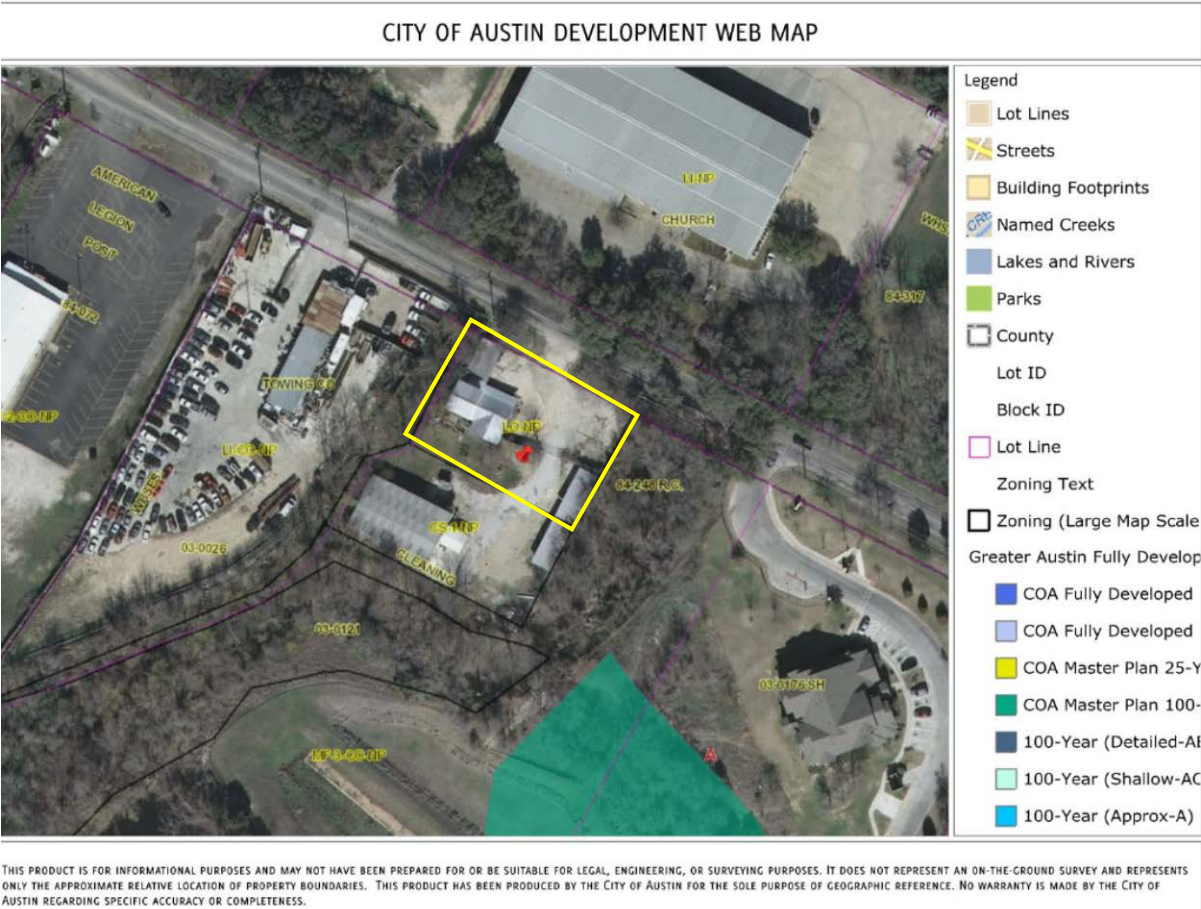 CITY OF AUSTIN DEVELOPMENT WEB MAP
AMERICAN
LEGION
POST
84-072
LI-NP
CHURCH
84-317
TOWING CO
LO-NP
LI-CO-NP
84-248 R.C.
CS-1-NP
CLEANING
03-0026
03-0121
03-0176.SH
MF-3-CO-NP
A
Legend
Lot Lines
Streets
Building Footprints
CRk
Named Creeks
Lakes and Rivers
Parks
County
Lot ID
Block ID
Lot Line
Zoning Text
Zoning (Large Map Scale
Greater Austin Fully Develop
COA Fully Developed
COA Fully Developed
COA Master Plan 25-Y
COA Master Plan 100-
100-Year (Detailed-AE
100-Year (Shallow-AO
100-Year (Approx-A)
THIS PRODUCT IS FOR INFORMATIONAL PURPOSES AND MAY NOT HAVE BEEN PREPARED FOR OR BE SUITABLE FOR LEGAL, ENGINEERING, OR SURVEYING PURPOSES. IT DOES NOT REPRESENT AN ON-THE-GROUND SURVEY AND REPRESENTS
ONLY THE APPROXIMATE RELATIVE LOCATION OF PROPERTY BOUNDARIES. THIS PRODUCT HAS BEEN PRODUCED BY THE CITY OF AUSTIN FOR THE SOLE PURPOSE OF GEOGRAPHIC REFERENCE. NO WARRANTY IS MADE BY THE CITY OF
AUSTIN REGARDING SPECIFIC ACCURACY OR COMPLETENESS.